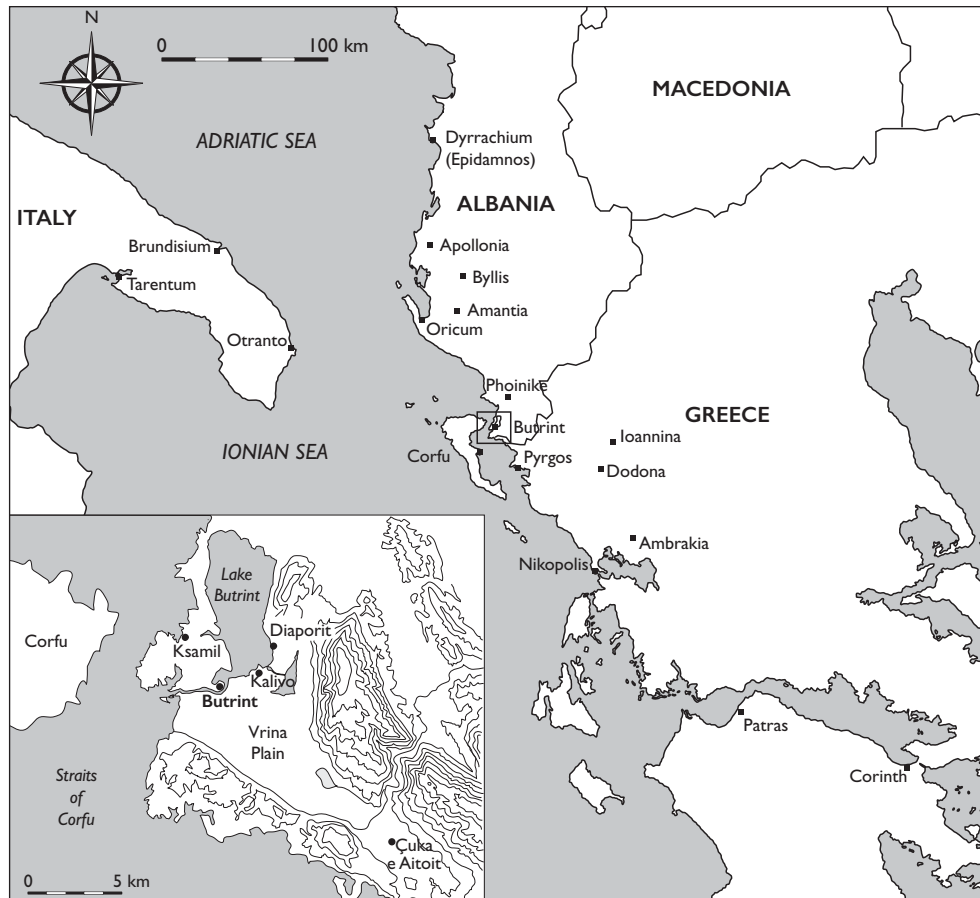 N
0 100 km
ADRIATIC SEA
MACEDONIA
Dyrrachium
(Epidamnos)
ITALY
ALBANIA
Brundisium
Apollonia
Tarentum
Byllis
Amantia
Oricum
Otranto
Phoinike
GREECE
Butrint
Ioannina
IONIAN SEA
Corfu
Pyrgos
Dodona
Ambrakia
Nikopolis
Patras
Corinth
Lake
Butrint
Diaporit
Corfu
Ksamil
Kalivo
Butrint
Vrina
Plain
Straits
of
Corfu
Çuka
e Aitoit
0 5 km